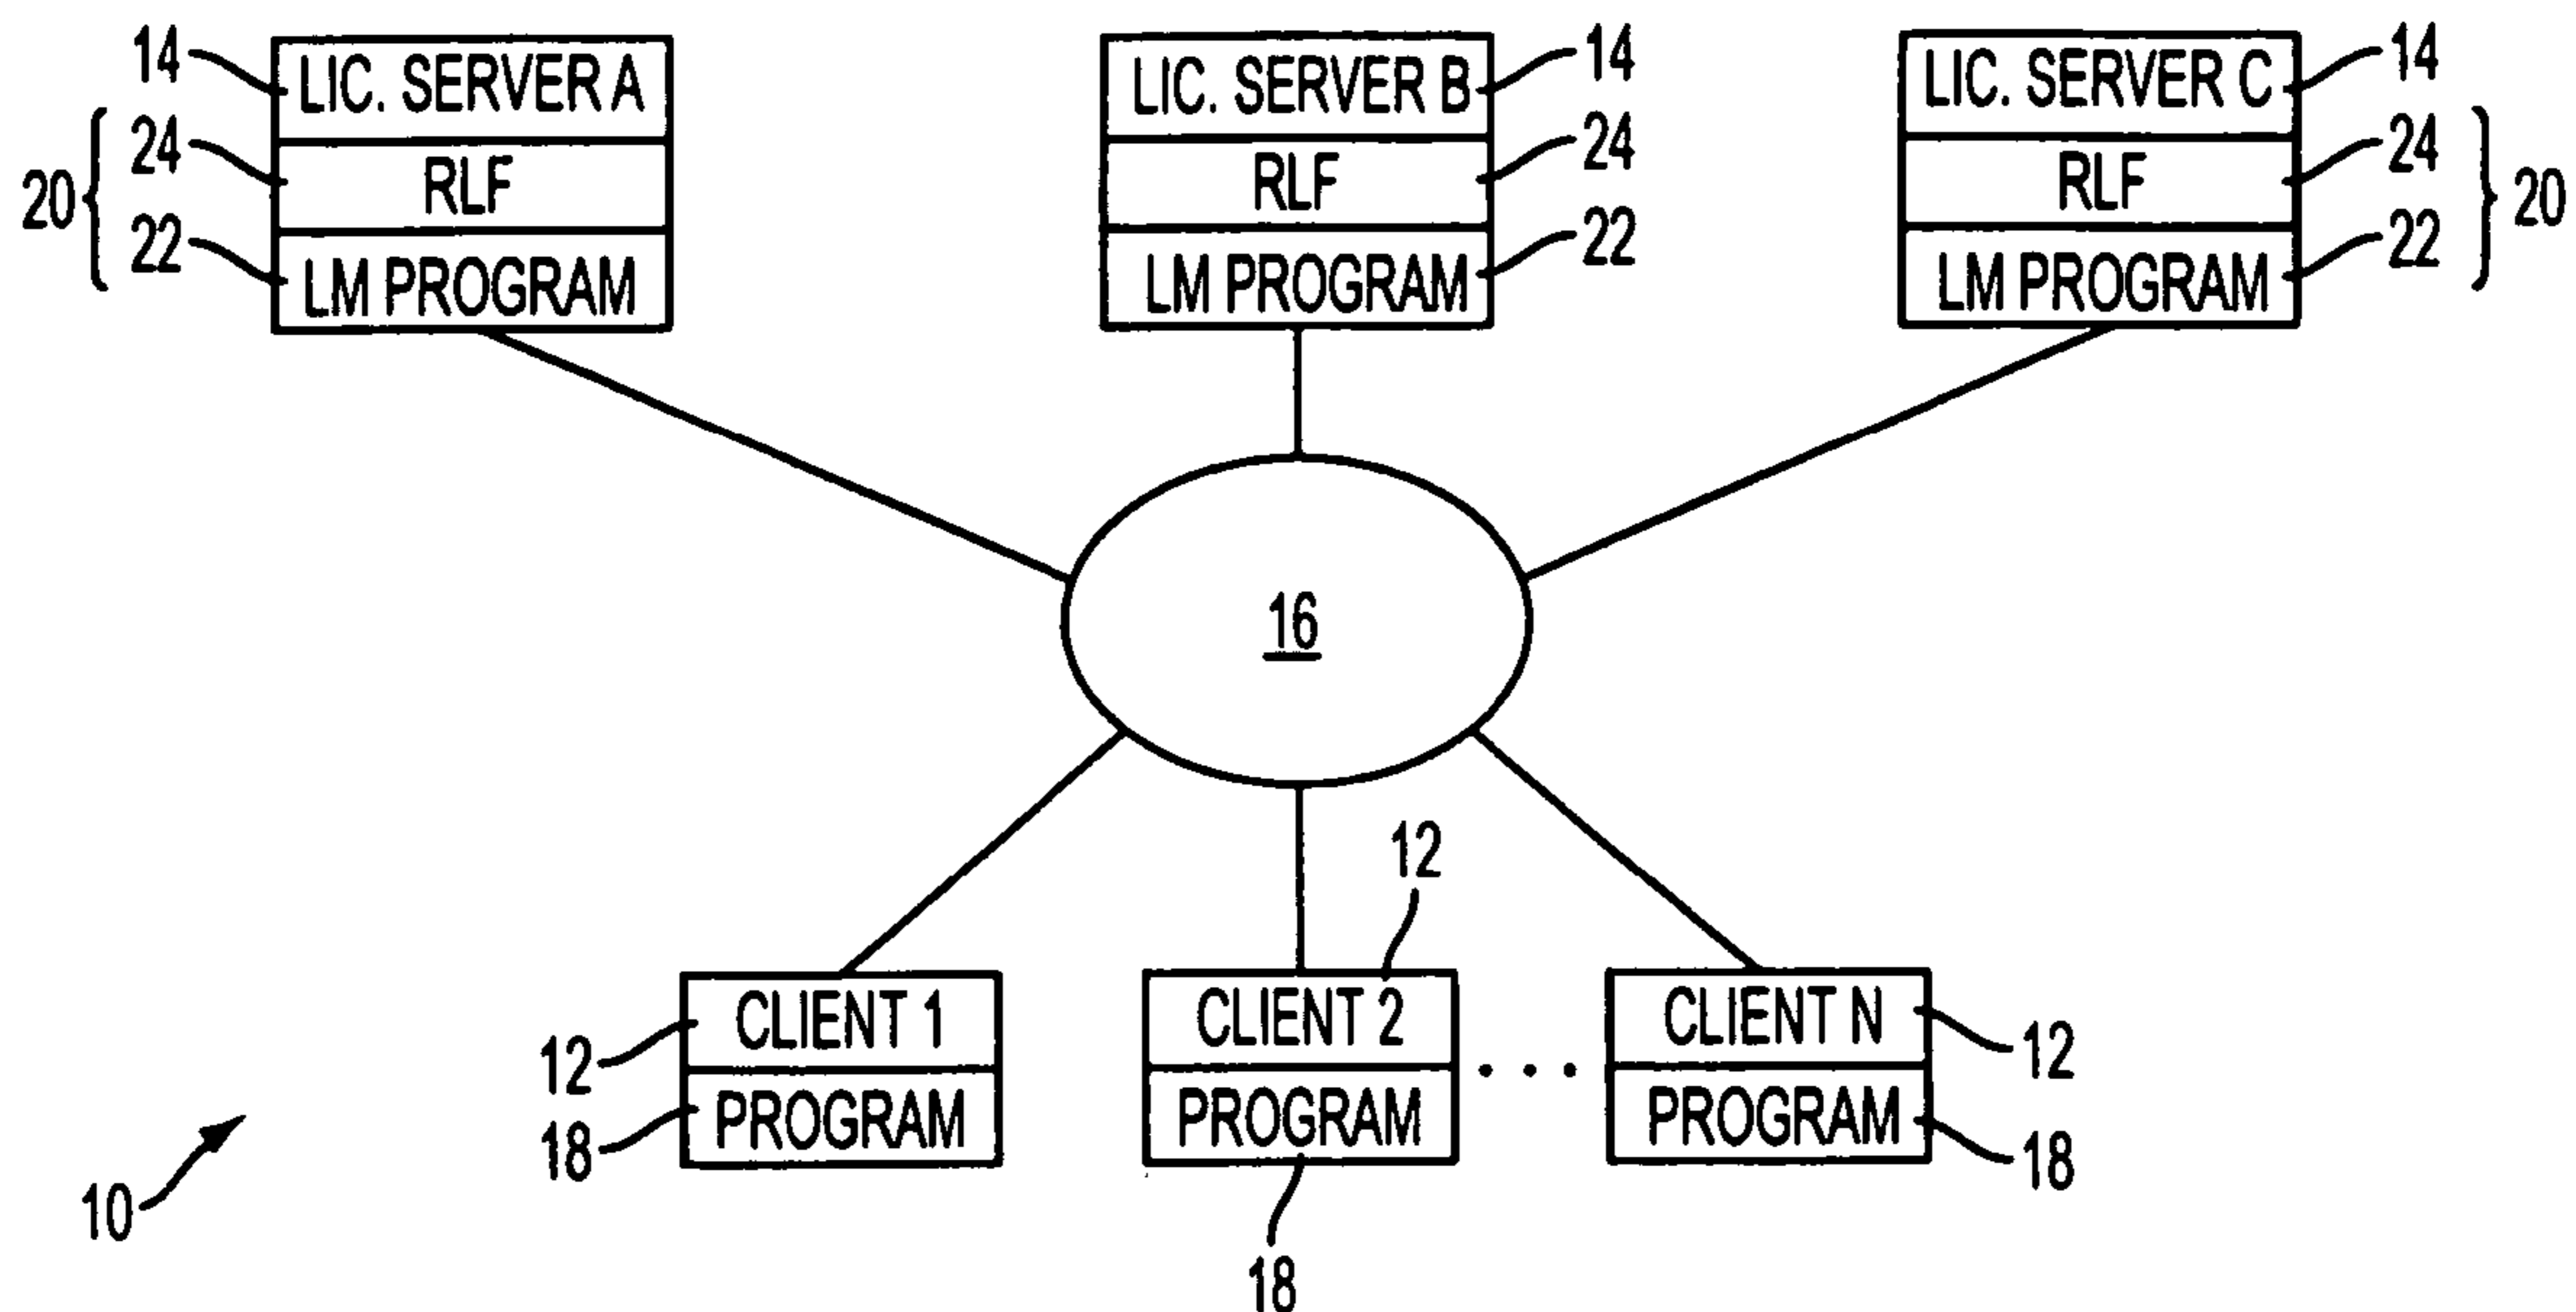 14 LIC. SERVER A
LIC. SERVER B 14
LIC. SERVER C 14
20 24 RLF
RLF 24
RLF 24 20
22 LM PROGRAM
LM PROGRAM 22
LM PROGRAM 22
16
12
12 CLIENT 1
CLIENT 2
CLIENT N 12
18 PROGRAM
PROGRAM
PROGRAM 18
18
10